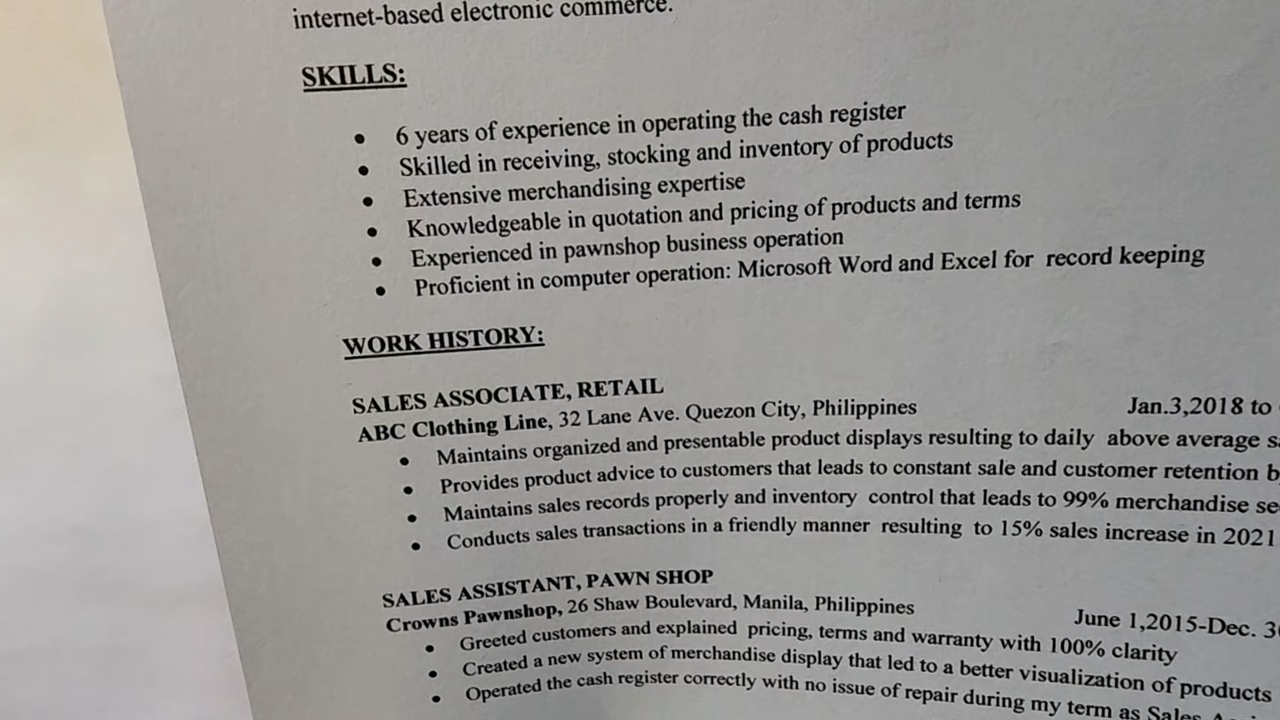 internet-based electronic commerce.
SKILLS:
• 6 years of experience in operating the cash register
• Skilled in receiving, stocking and inventory of products
• Extensive merchandising expertise
• Knowledgeable in quotation and pricing of products and terms
• Experienced in pawnshop business operation
• Proficient in computer operation: Microsoft Word and Excel for record keeping
WORK HISTORY:
SALES ASSOCIATE, RETAIL
ABC Clothing Line, 32 Lane Ave. Quezon City, Philippines Jan.3,2018 to
• Maintains organized and presentable product displays resulting to daily above average
• Provides product advice to customers that leads to constant sale and customer retention
• Maintains sales records properly and inventory control that leads to 99% merchandise
• Conducts sales transactions in a friendly manner resulting to 15% sales increase in 2021
SALES ASSISTANT, PAWN SHOP
Crowns Pawnshop, 26 Shaw Boulevard, Manila, Philippines June 1,2015-Dec.
• Greeted customers and explained pricing, terms and warranty with 100% clarity
• Created a new system of merchandise display that led to a better visualization of products
• Operated the cash register correctly with no issue of repair during my term as Sales